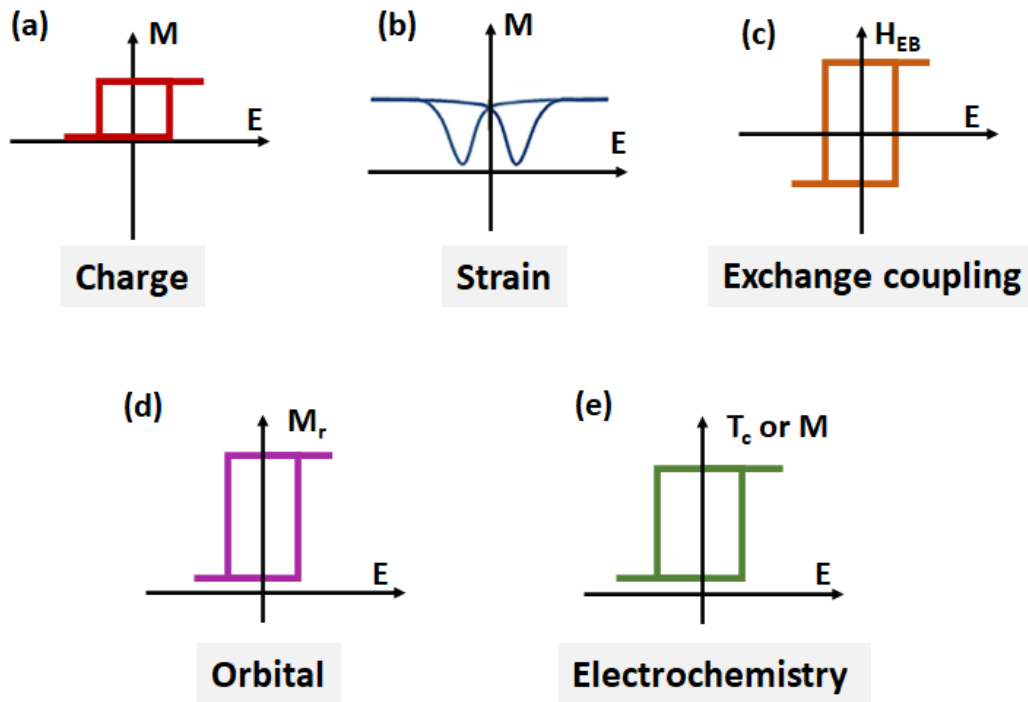 (a)
M
E
Charge
(b)
M
E
Strain
(c)
H_EB
E
Exchange coupling
(d)
M_r
E
Orbital
(e)
T_c or M
E
Electrochemistry